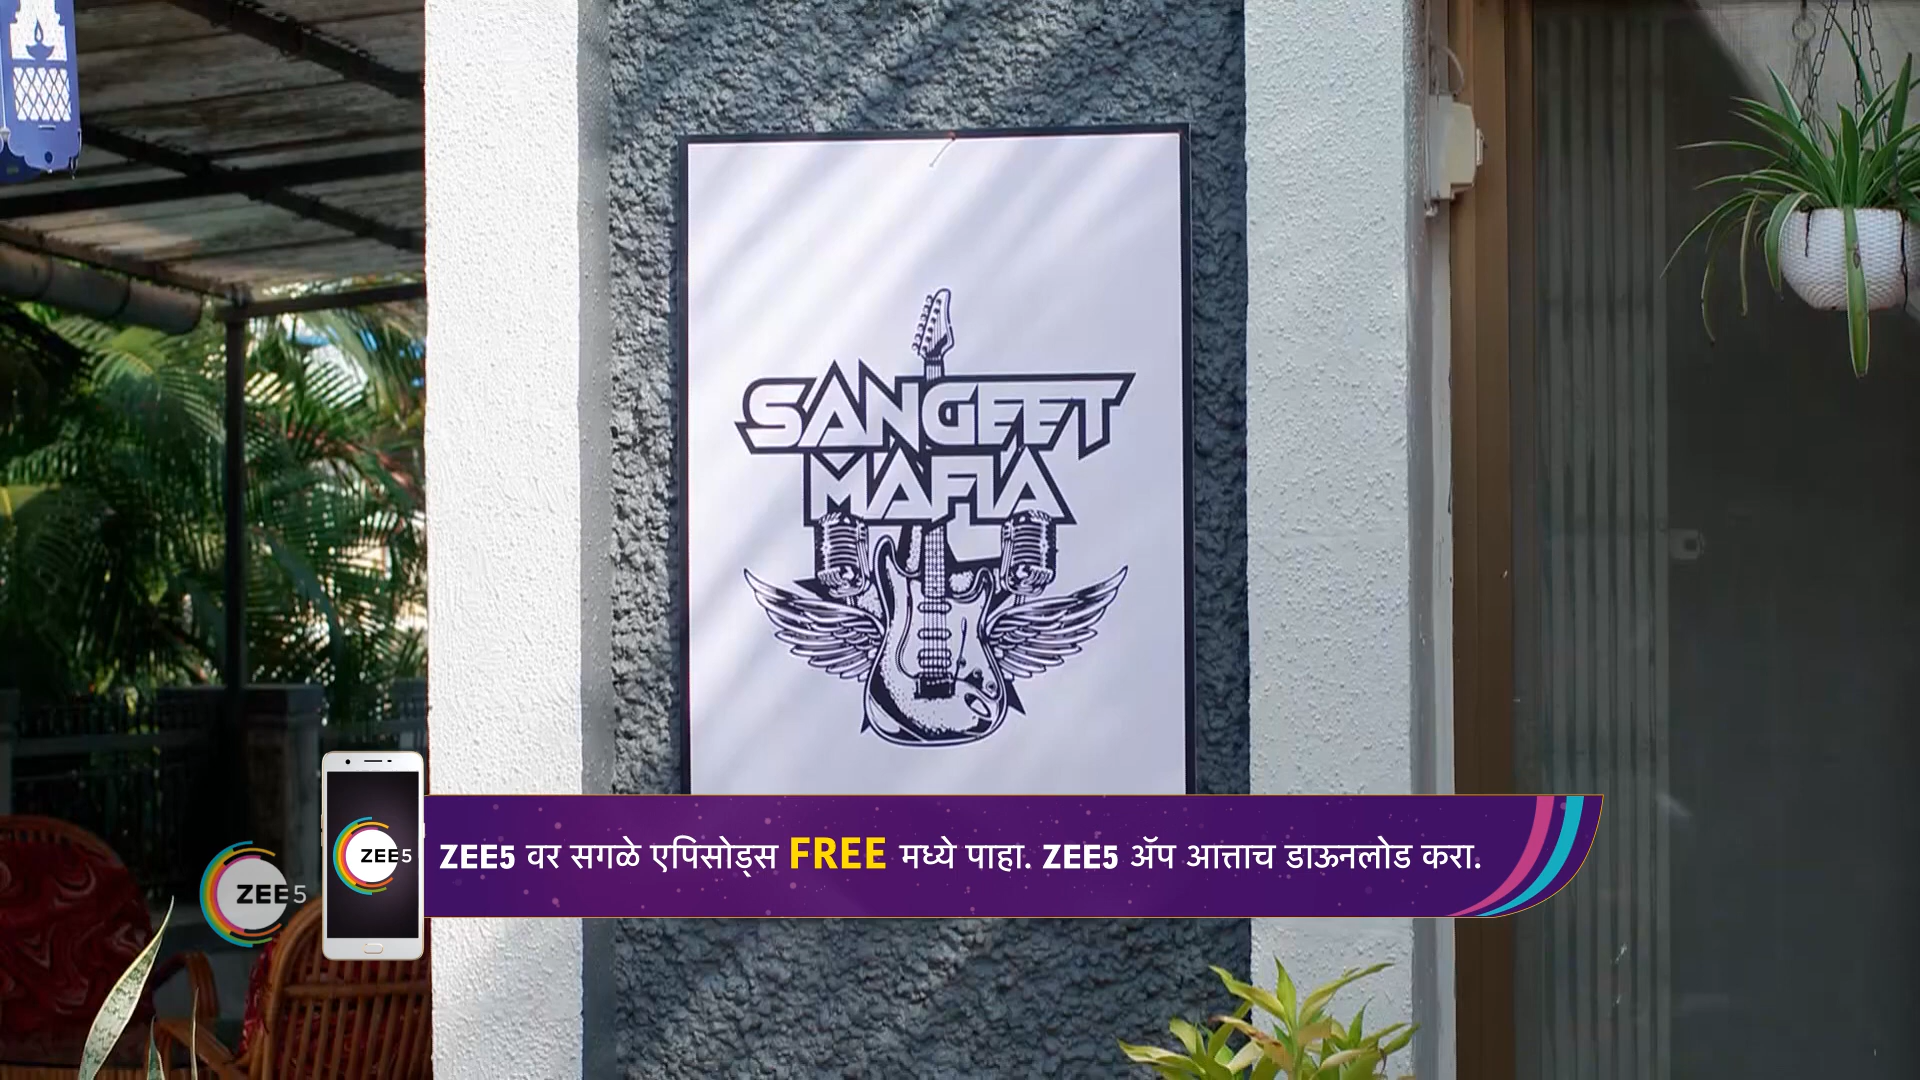 SANGEET
MAFIA
ZEE5
ZEE5
ZEE5 वर सगळे एपिसोड्स FREE मध्ये पाहा. ZEE5 ॲप आत्ताच डाऊनलोड करा.